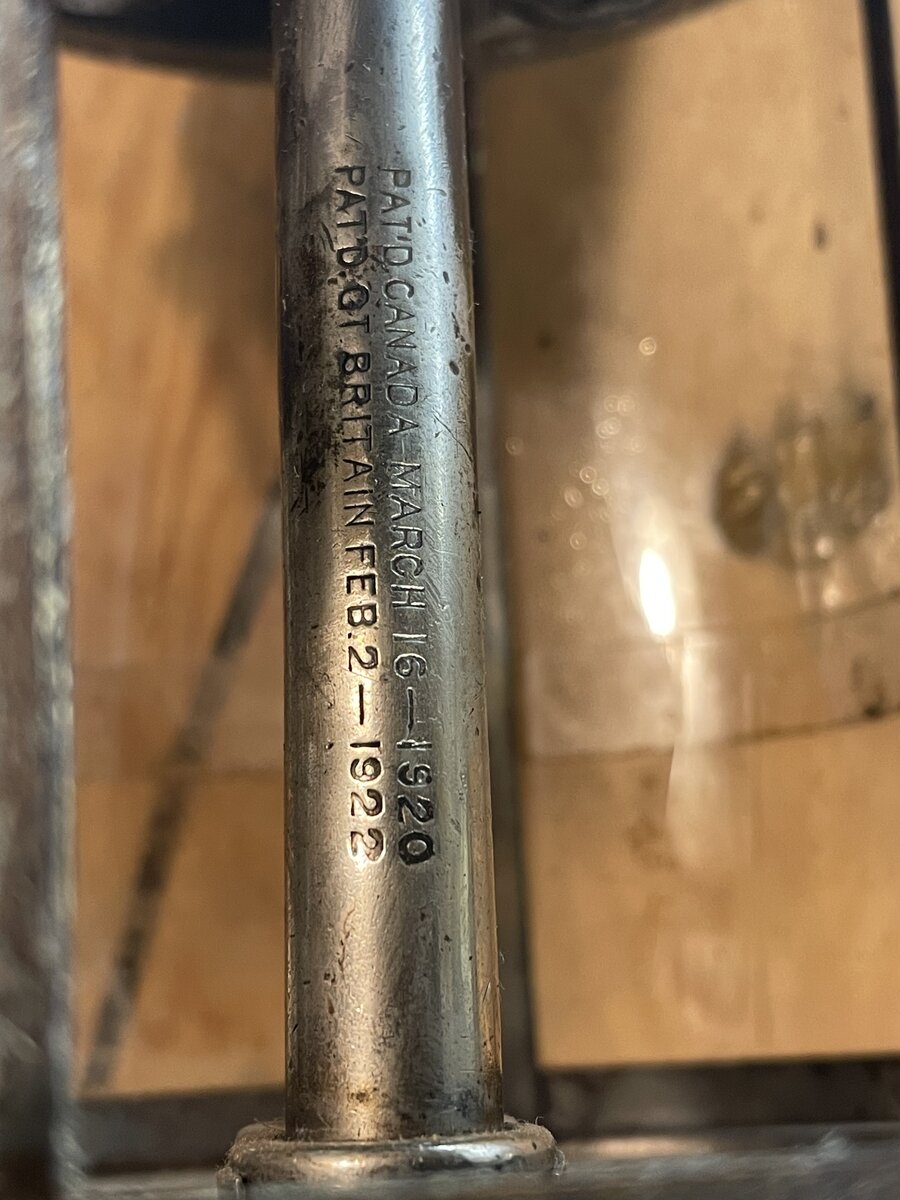 PAT'D. CANADA MARCH 16—1920
PAT'D. GT. BRITAIN FEB. 2—1922